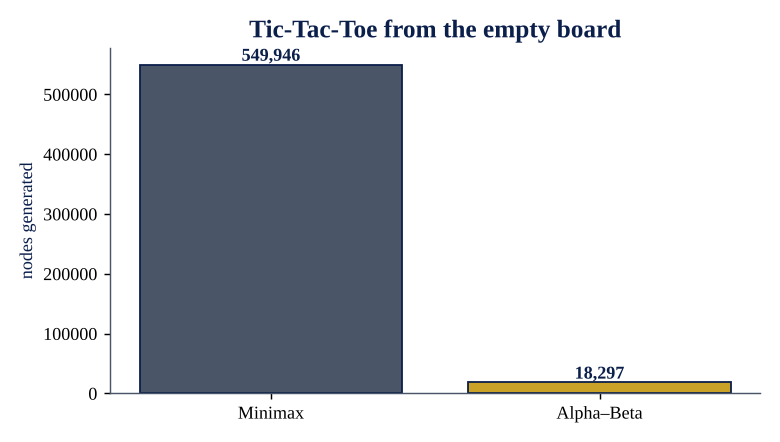 Tic-Tac-Toe from the empty board
549,946
500000
400000
300000
200000
100000
0
nodes generated
18,297
Minimax
Alpha–Beta